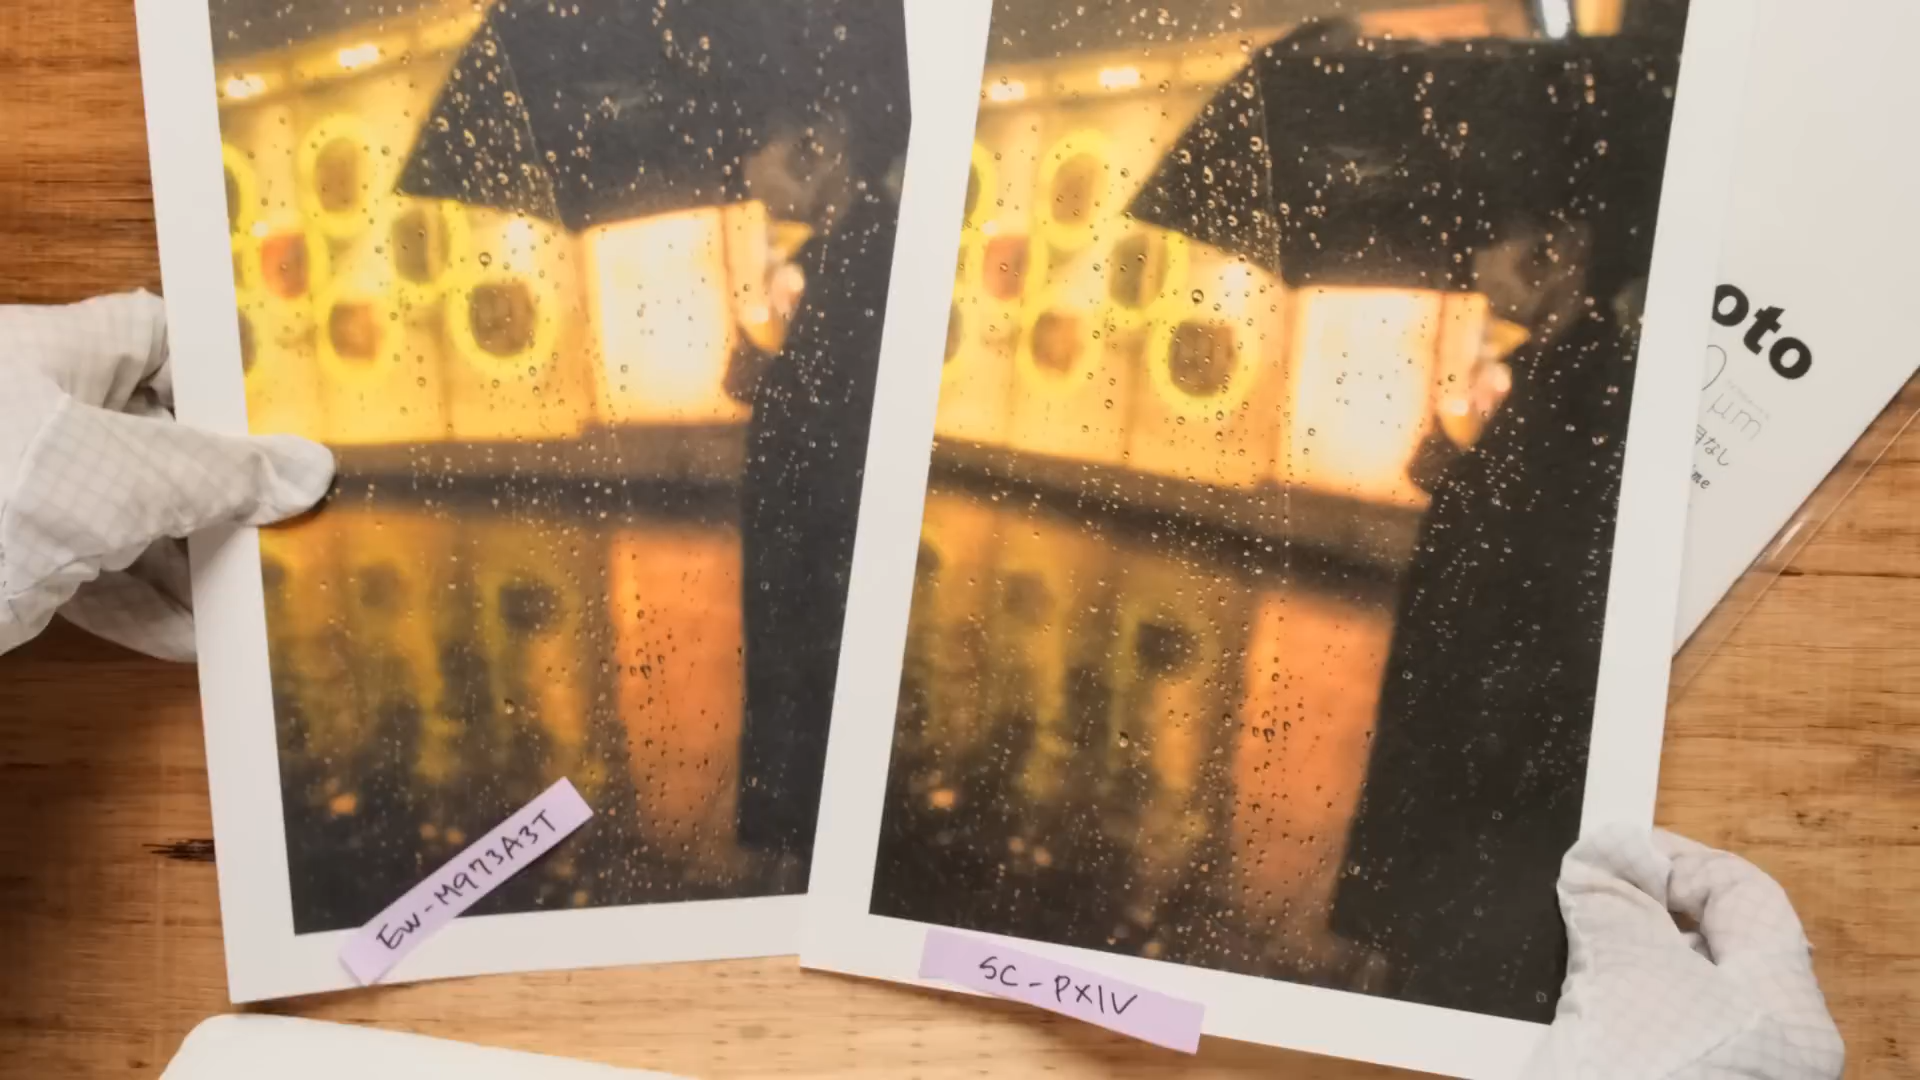 oto
μm
なし
me
EW-M973A3T
SC-PX1V